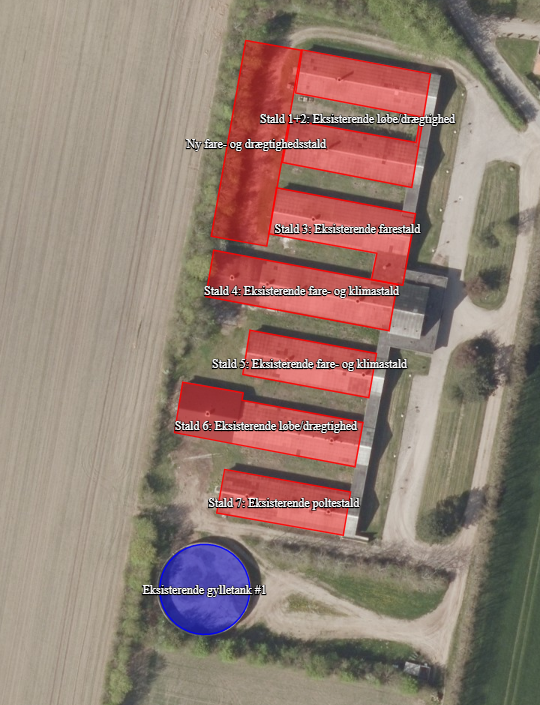 Stald 1+2: Eksisterende løbe/drægtighed
Ny fare- og drægtighedsstald
Stald 3: Eksisterende farestald
Stald 4: Eksisterende fare- og klimastald
Stald 5: Eksisterende fare- og klimastald
Stald 6: Eksisterende løbe/drægtighed
Stald 7: Eksisterende poltestald
Eksisterende gylletank #1